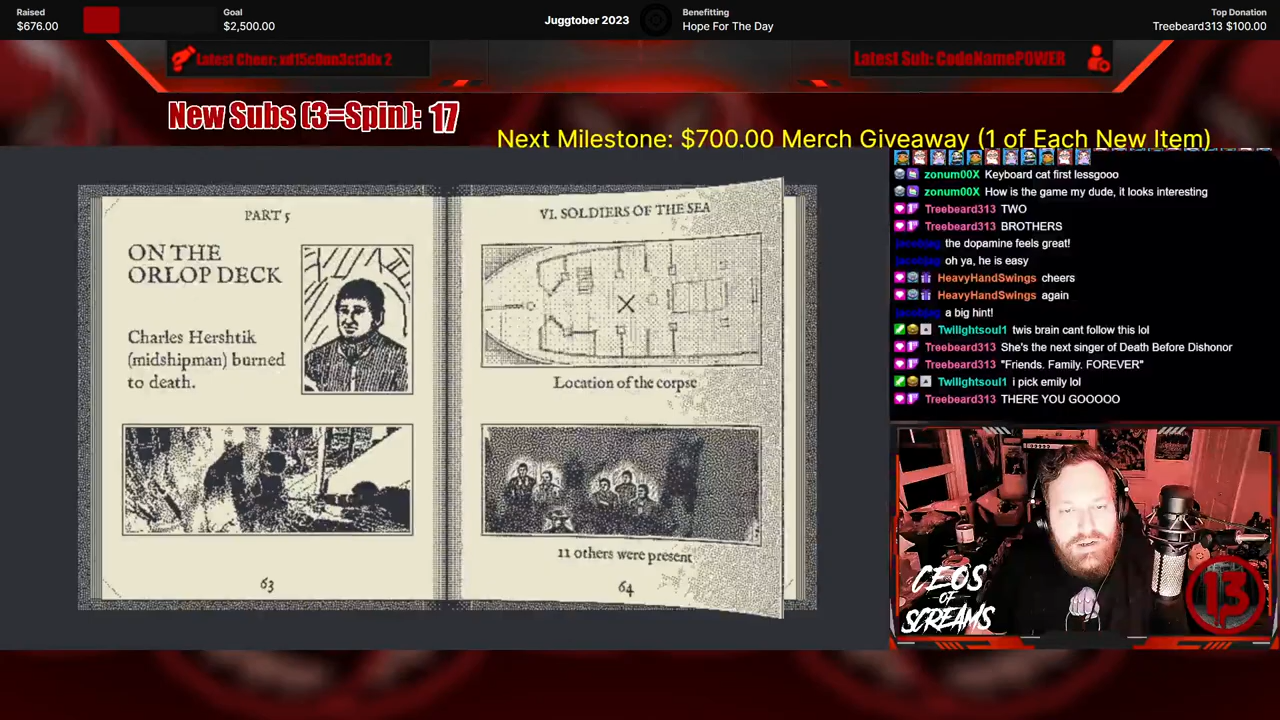 Raised
$676.00
Goal
$2,500.00
Juggtober 2023
Benefitting
Hope For The Day
Top Donation
Treebeard313 $100.00
Latest Cheer: xd15c0nn3ct3dx 2
Latest Sub: CodeNamePOWER
New Subs (3=Spin): 17
Next Milestone: $700.00 Merch Giveaway (1 of Each New Item)
PART 5
ON THE
ORLOP DECK
Charles Hershtik
(midshipman) burned
to death.
63
VI. SOLDIERS OF THE SEA
Location of the corpse
11 others were present
64
zonum00X Keyboard cat first lessgooo
zonum00X How is the game my dude, it looks interesting
Treebeard313 TWO
Treebeard313 BROTHERS
the dopamine feels great!
oh ya, he is easy
HeavyHandSwings cheers
HeavyHandSwings again
a big hint!
Twilightsoul1 twis brain cant follow this lol
Treebeard313 She's the next singer of Death Before Dishonor
Treebeard313 "Friends. Family. FOREVER"
Twilightsoul1 i pick emily lol
Treebeard313 THERE YOU GOOOOO
CEOS
OF
SCREAMS
13